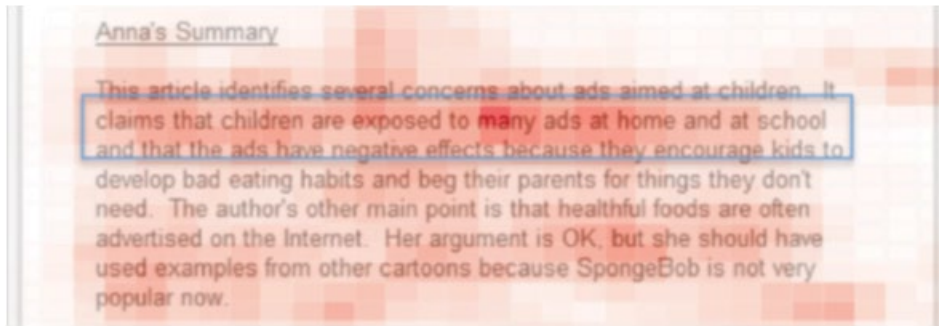 Anna's Summary
This article identifies several concerns about ads aimed at children. It
claims that children are exposed to many ads at home and at school
and that the ads have negative effects because they encourage kids to
develop bad eating habits and beg their parents for things they don't
need. The author's other main point is that healthful foods are often
advertised on the Internet. Her argument is OK, but she should have
used examples from other cartoons because SpongeBob is not very
popular now.